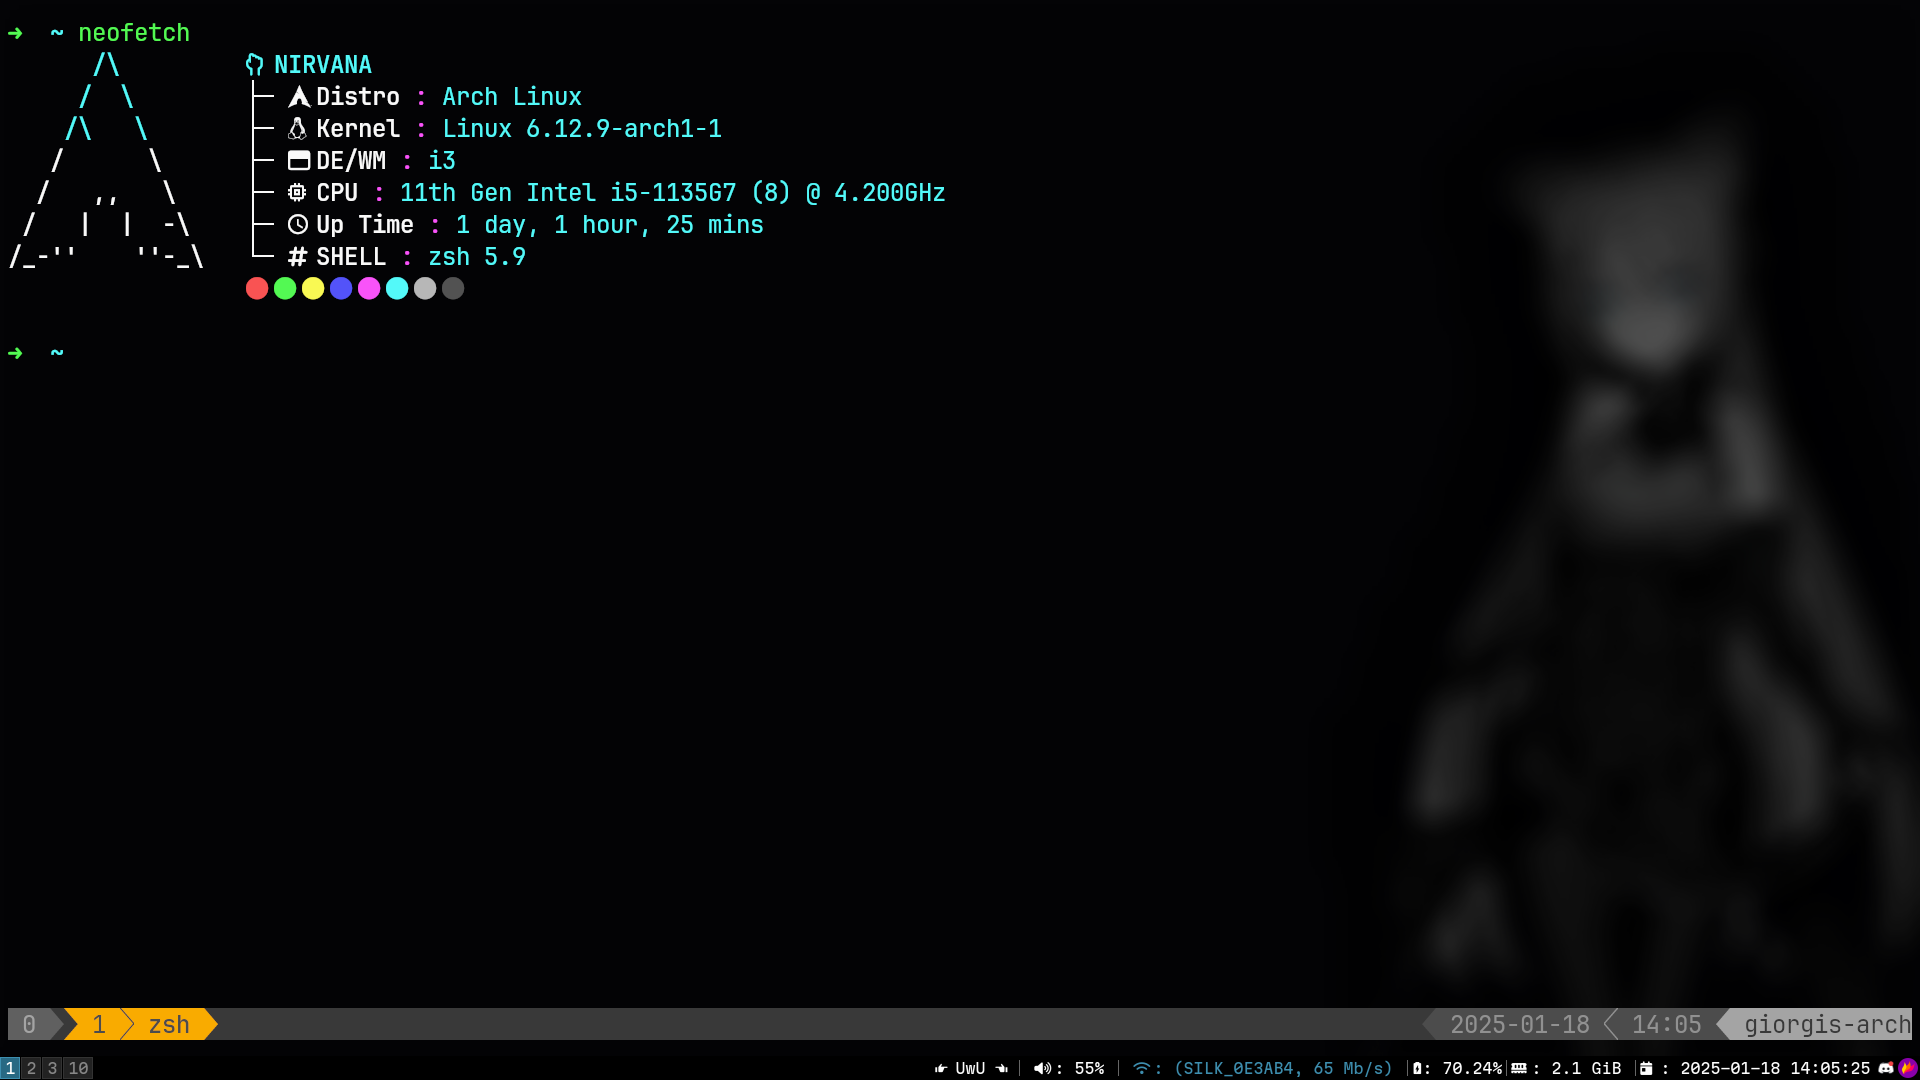 ➜  ~ neofetch
/\
/  \
/\   \
/      \
/   ,,   \
/   |  |  -\
/_-''    ''-_\
NIRVANA
Distro : Arch Linux
Kernel : Linux 6.12.9-arch1-1
DE/WM : i3
CPU : 11th Gen Intel i5-1135G7 (8) @ 4.200GHz
Up Time : 1 day, 1 hour, 25 mins
# SHELL : zsh 5.9
➜  ~
0 1 zsh 2025-01-18 14:05 giorgis-arch
1 2 3 10 UwU | : 55% | : (SILK_0E3AB4, 65 Mb/s) | : 70.24% | : 2.1 GiB | : 2025-01-18 14:05:25